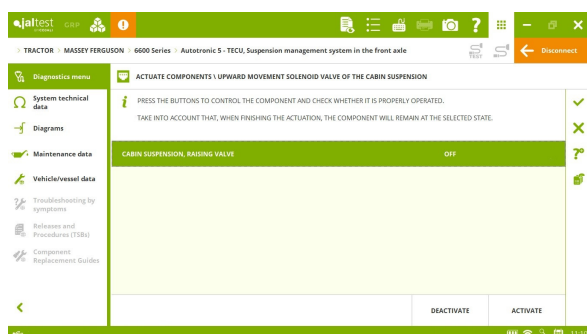 jaltest GRP
TRACTOR > MASSEY FERGUSON > 6600 Series > Autotronic 5 - TECU, Suspension management system in the front axle
TEST
Disconnect
Diagnostics menu
ACTUATE COMPONENTS \ UPWARD MOVEMENT SOLENOID VALVE OF THE CABIN SUSPENSION
System technical
data
PRESS THE BUTTONS TO CONTROL THE COMPONENT AND CHECK WHETHER IT IS PROPERLY OPERATED.
TAKE INTO ACCOUNT THAT, WHEN FINISHING THE ACTUATION, THE COMPONENT WILL REMAIN AT THE SELECTED STATE.
Diagrams
Maintenance data
CABIN SUSPENSION, RAISING VALVE OFF
Vehicle/vessel data
Troubleshooting by
symptoms
Releases and
Procedures (TSBs)
Component
Replacement Guides
DEACTIVATE ACTIVATE